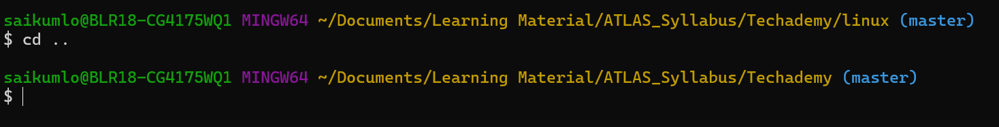 saikumlo@BLR18-CG4175WQ1 MINGW64 ~/Documents/Learning Material/ATLAS_Syllabus/Techademy/linux (master)
$ cd ..
saikumlo@BLR18-CG4175WQ1 MINGW64 ~/Documents/Learning Material/ATLAS_Syllabus/Techademy (master)
$